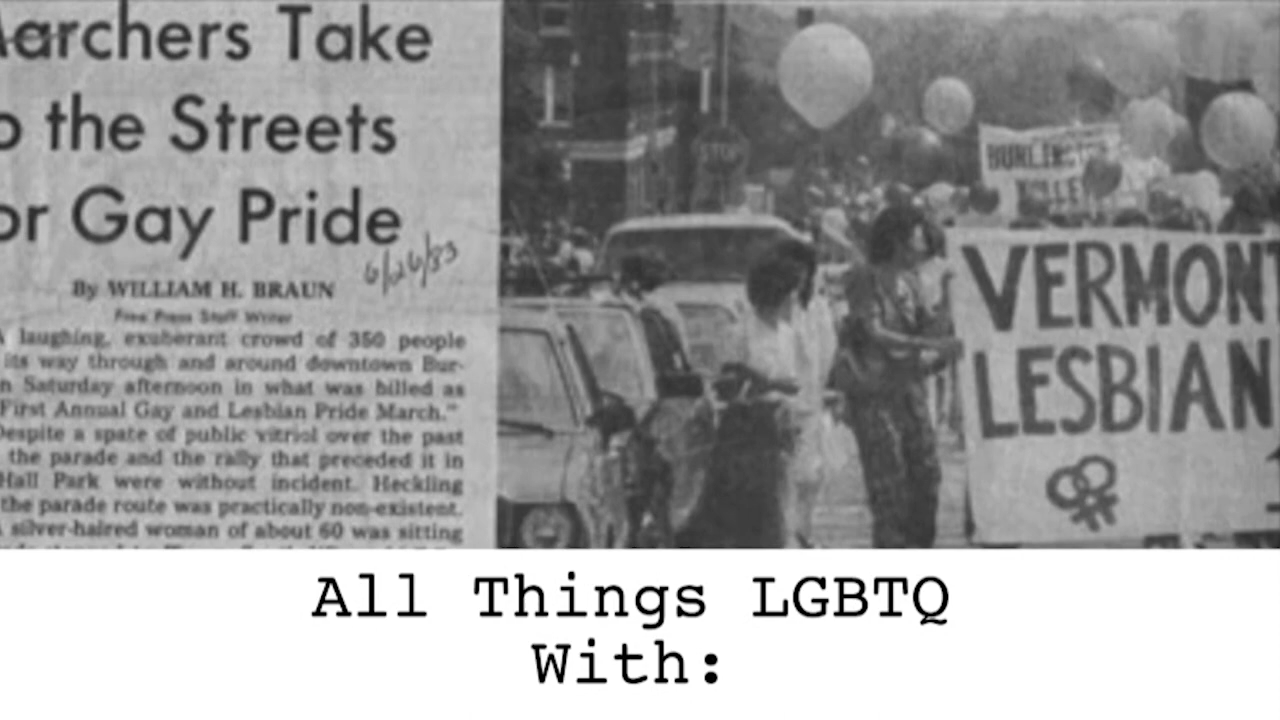 archers Take
o the Streets
or Gay Pride
6/26/83
By WILLIAM H. BRAUN
Free Press Staff Writer
A laughing, exuberant crowd of 350 people
its way through and around downtown Bur-
n Saturday afternoon in what was billed as
First Annual Gay and Lesbian Pride March."
Despite a spate of public vitriol over the past
the parade and the rally that preceded it in
Hall Park were without incident. Heckling
the parade route was practically non-existent.
A silver-haired woman of about 60 was sitting
STOP
BURLINGTON
VERMONT
LESBIAN
All Things LGBTQ
With: